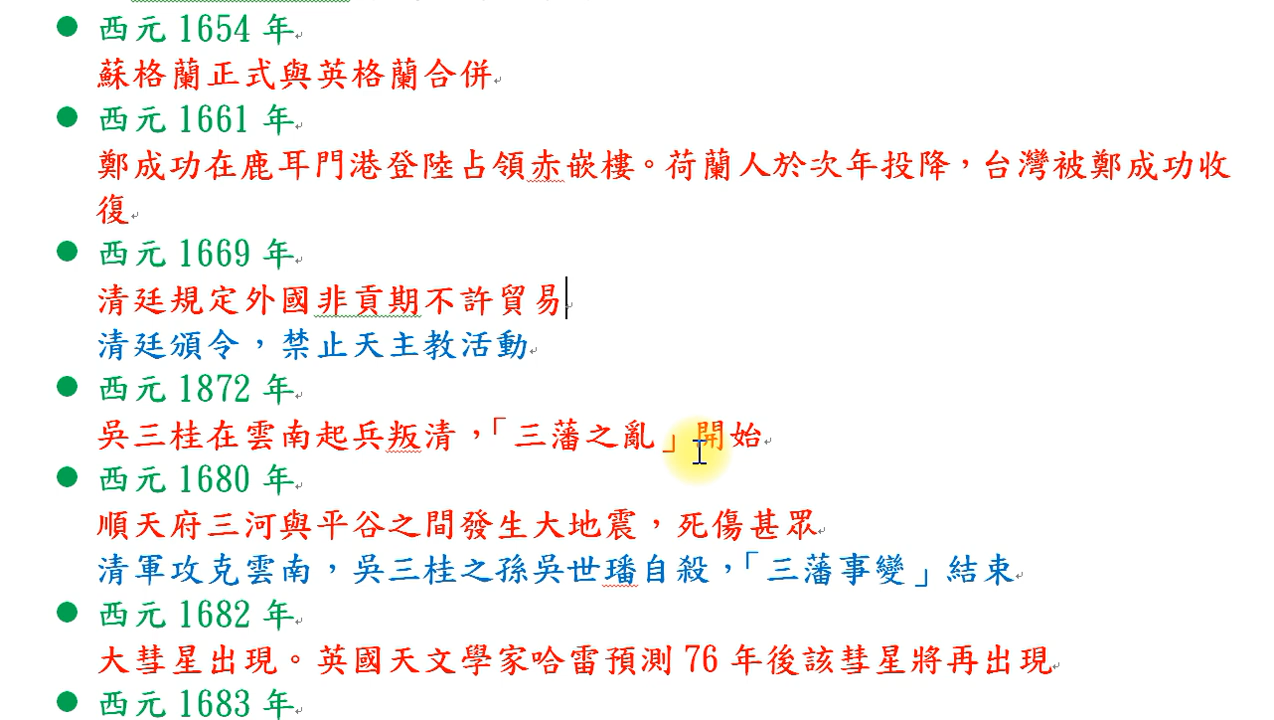 西元 1654 年
蘇格蘭正式與英格蘭合併
西元 1661 年
鄭成功在鹿耳門港登陸占領赤嵌樓。荷蘭人於次年投降，台灣被鄭成功收
復
西元 1669 年
清廷規定外國非貢期不許貿易
清廷頒令，禁止天主教活動
西元 1872 年
吳三桂在雲南起兵叛清，「三藩之亂」開始
西元 1680 年
順天府三河與平谷之間發生大地震，死傷甚眾
清軍攻克雲南，吳三桂之孫吳世璠自殺，「三藩事變」結束
西元 1682 年
大彗星出現。英國天文學家哈雷預測 76 年後該彗星將再出現
西元 1683 年